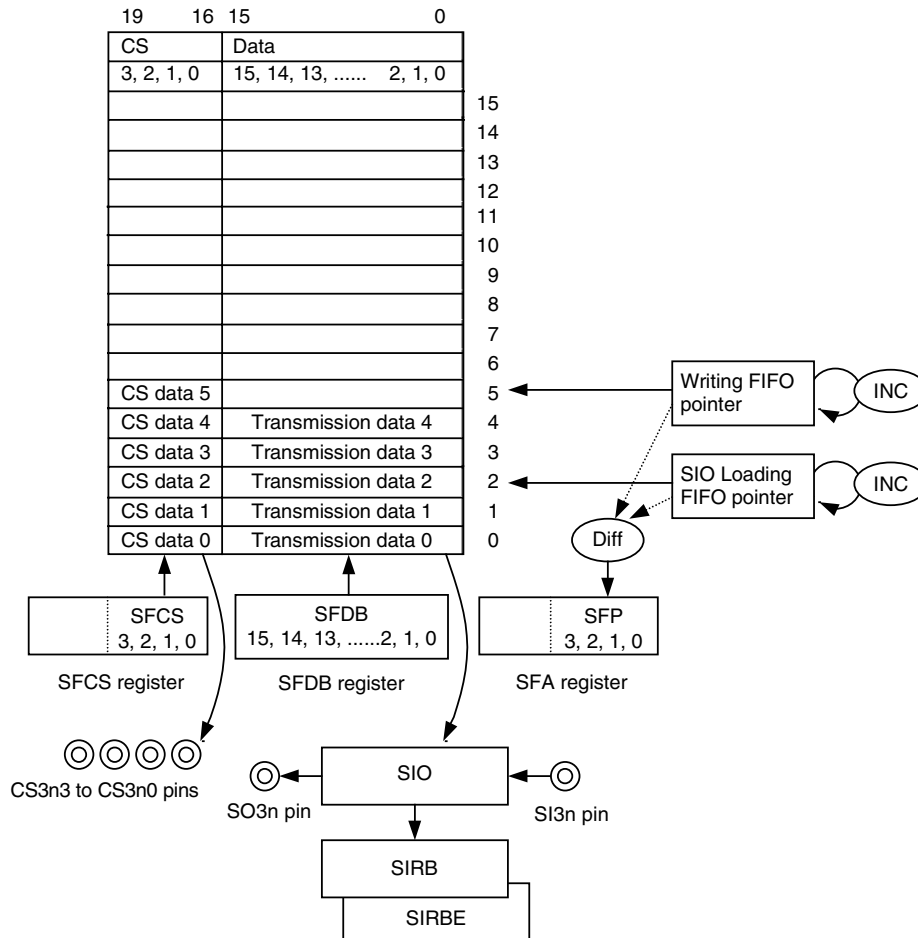 19 16 15 0
CS Data
3, 2, 1, 0 15, 14, 13, ...... 2, 1, 0
15
14
13
12
11
10
9
8
7
6
CS data 5 5
CS data 4 Transmission data 4 4
CS data 3 Transmission data 3 3
CS data 2 Transmission data 2 2
CS data 1 Transmission data 1 1
CS data 0 Transmission data 0 0
Writing FIFO
pointer
INC
SIO Loading
FIFO pointer
INC
Diff
SFCS
3, 2, 1, 0
SFDB
15, 14, 13, ......2, 1, 0
SFP
3, 2, 1, 0
SFCS register
SFDB register
SFA register
CS3n3 to CS3n0 pins
SO3n pin
SIO
SI3n pin
SIRB
SIRBE